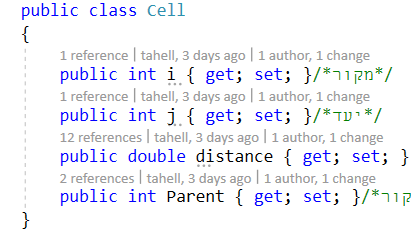 public class Cell
{
1 reference | tahell, 3 days ago | 1 author, 1 change
public int i { get; set; }/*מקור*/
1 reference | tahell, 3 days ago | 1 author, 1 change
public int j { get; set; }/*יעד*/
12 references | tahell, 3 days ago | 1 author, 1 change
public double distance { get; set; }
2 references | tahell, 3 days ago | 1 author, 1 change
public int Parent { get; set; }/*קור
}